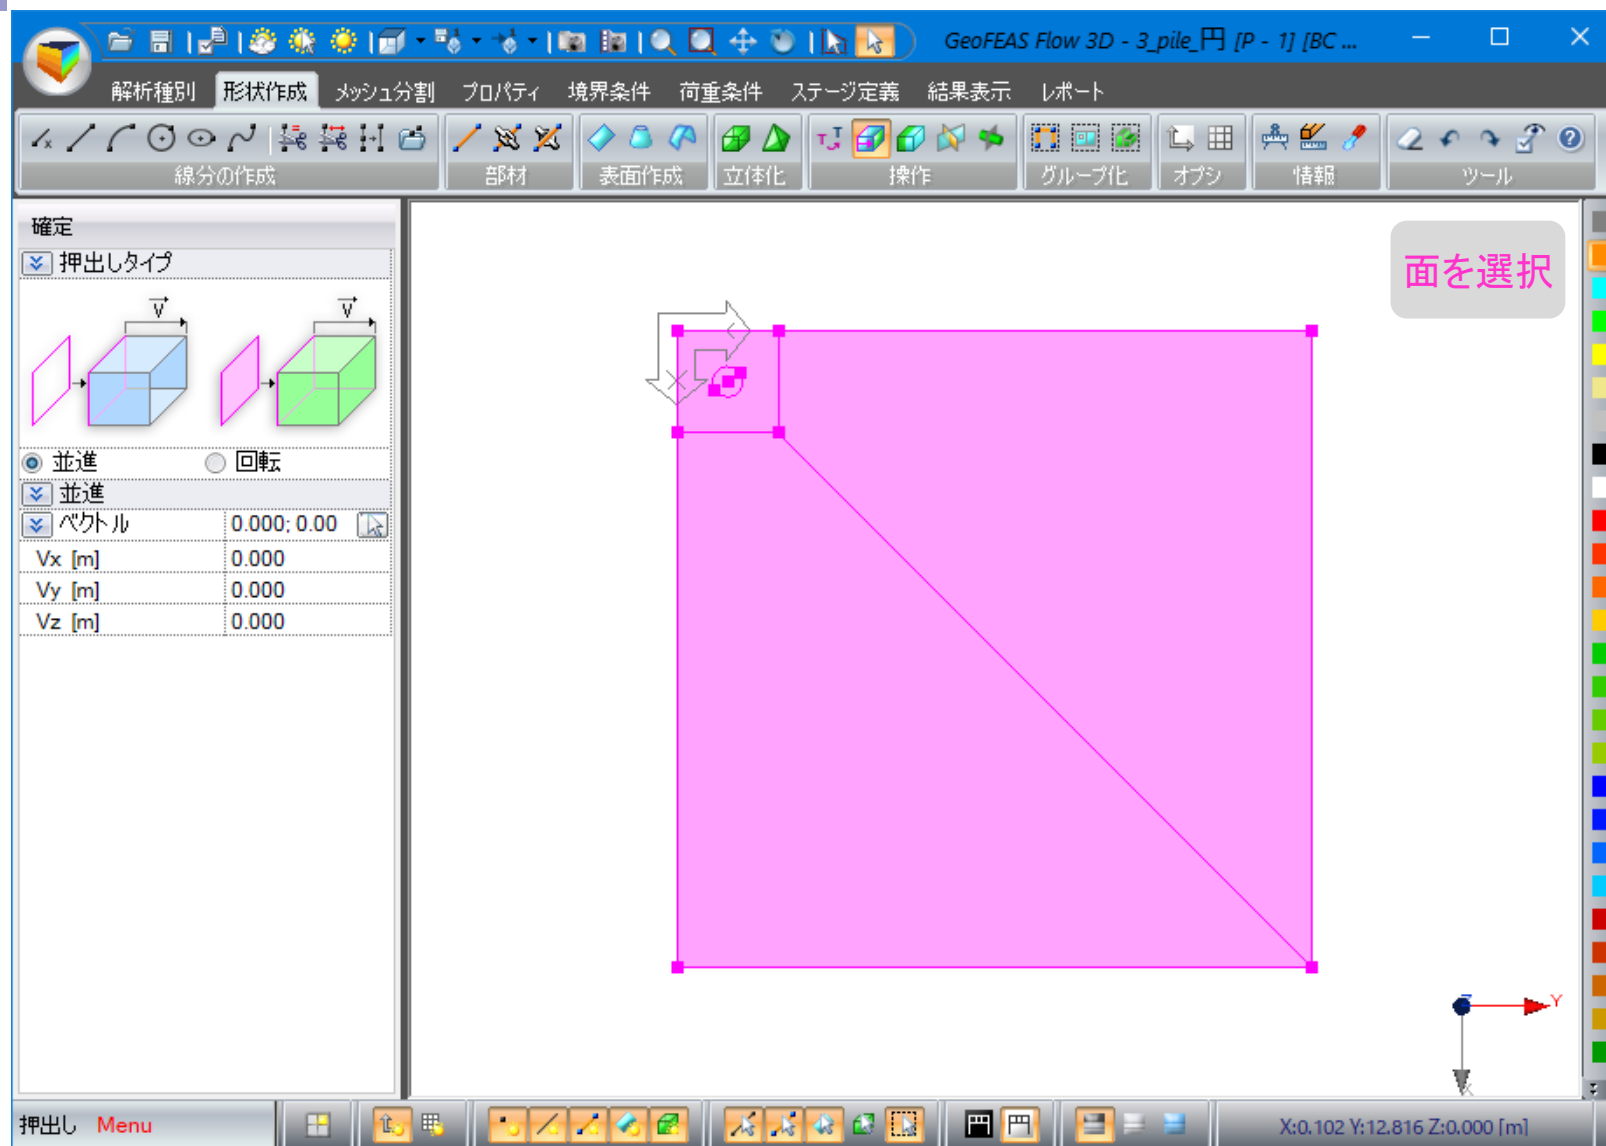 GeoFEAS Flow 3D - 3_pile_円 [P - 1] [BC ...
解析種別 形状作成 メッシュ分割 プロパティ 境界条件 荷重条件 ステージ定義 結果表示 レポート
線分の作成 部材 表面作成 立体化 操作 グループ化 オプシ 情報 ツール
確定
面を選択
押出しタイプ
V V
並進 回転
並進
ベクトル 0.000; 0.00
Vx [m] 0.000
Vy [m] 0.000
Vz [m] 0.000
Y
X
Z
Y
X
押出し Menu
X:0.102 Y:12.816 Z:0.000 [m]